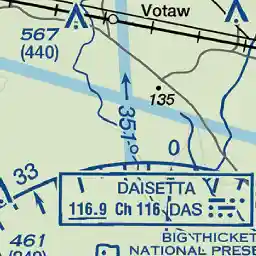 Votaw
567
(440)
135
351°
0
33
DAISETTA
116.9 Ch 116 DAS
461
BIG THICKET
NATIONAL PRESE